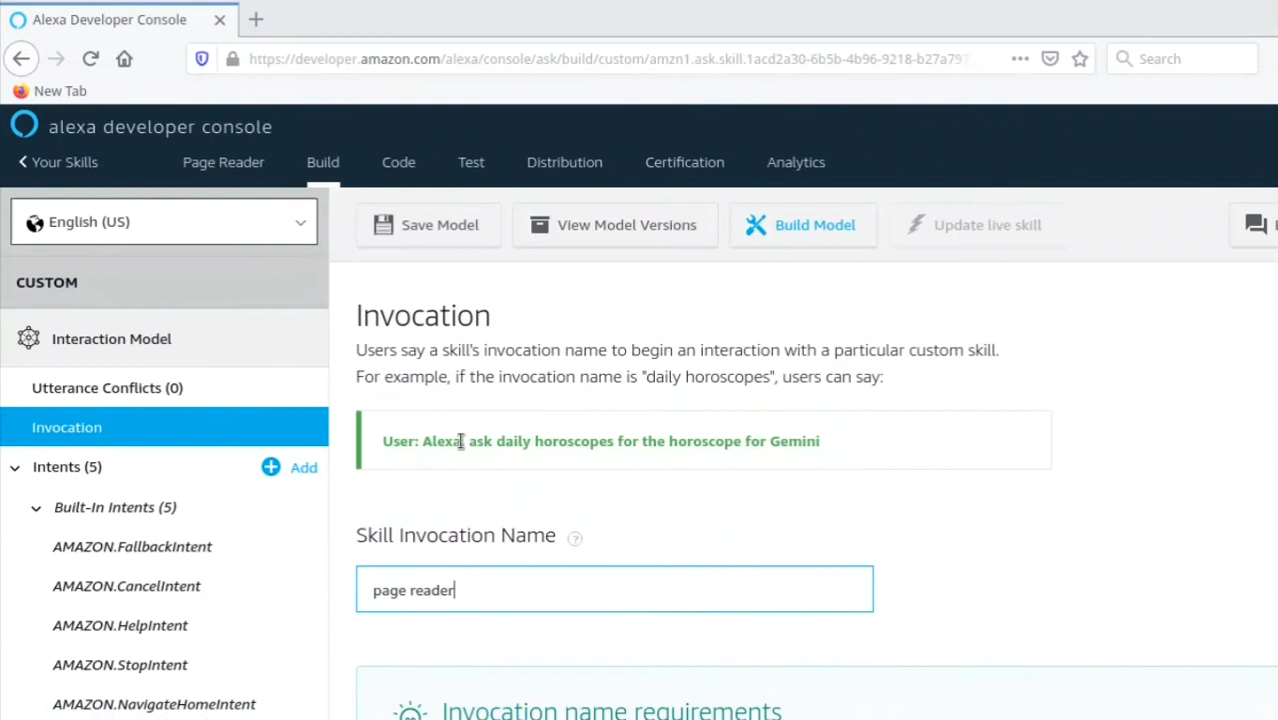 Alexa Developer Console
https://developer.amazon.com/alexa/console/ask/build/custom/amzn1.ask.skill.1acd2a30-6b5b-4b96-9218-b27a797
Search
New Tab
alexa developer console
Your Skills
Page Reader
Build
Code
Test
Distribution
Certification
Analytics
English (US)
Save Model
View Model Versions
Build Model
Update live skill
CUSTOM
Interaction Model
Utterance Conflicts (0)
Invocation
Intents (5)
Add
Built-In Intents (5)
AMAZON.FallbackIntent
AMAZON.CancelIntent
AMAZON.HelpIntent
AMAZON.StopIntent
AMAZON.NavigateHomeIntent
Invocation
Users say a skill's invocation name to begin an interaction with a particular custom skill.
For example, if the invocation name is "daily horoscopes", users can say:
User: Alexa, ask daily horoscopes for the horoscope for Gemini
Skill Invocation Name ?
page reader
Invocation name requirements